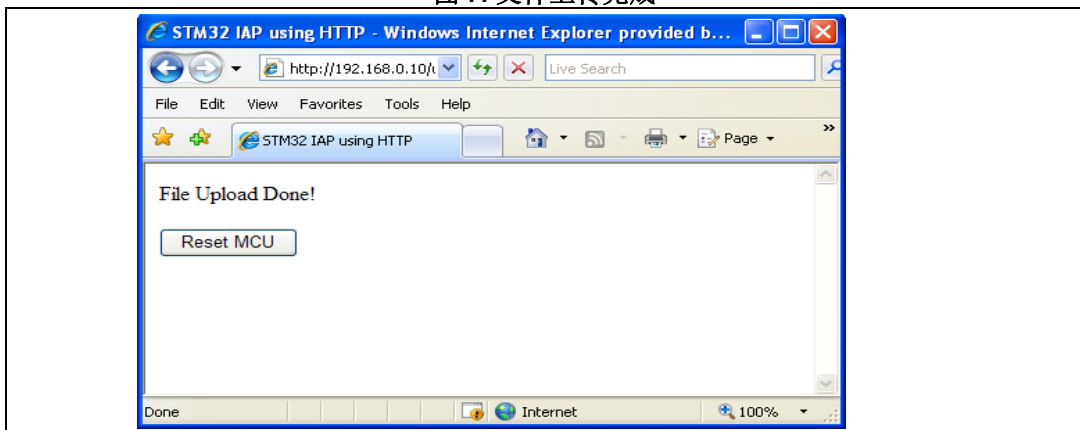 STM32 IAP using HTTP - Windows Internet Explorer provided b...
http://192.168.0.10/u
Live Search
File Edit View Favorites Tools Help
STM32 IAP using HTTP
Page
File Upload Done!
Reset MCU
Done
Internet
100%